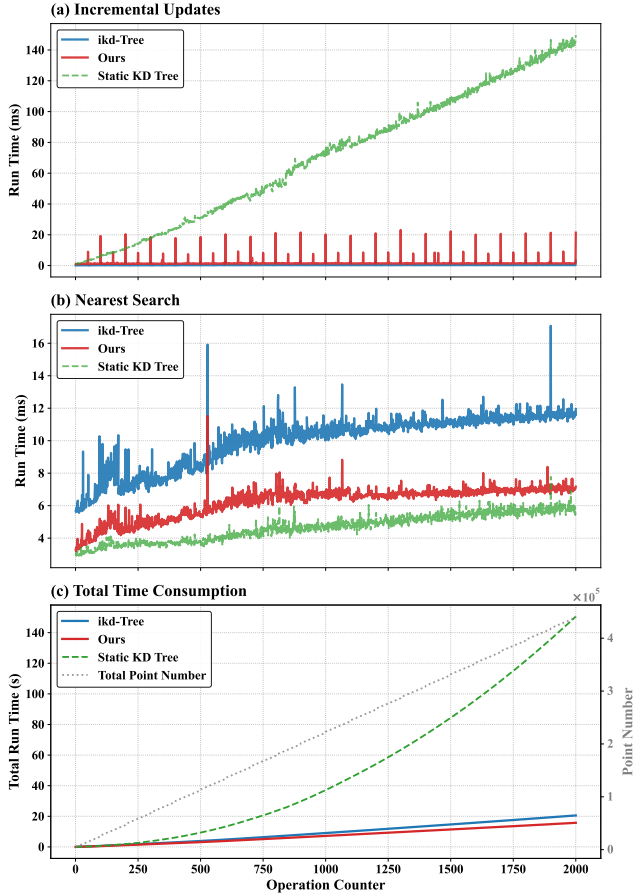 (a) Incremental Updates
ikd-Tree
Ours
Static KD Tree
Run Time (ms)
140
120
100
80
60
40
20
0
(b) Nearest Search
ikd-Tree
Ours
Static KD Tree
Run Time (ms)
16
14
12
10
8
6
4
(c) Total Time Consumption
×10⁵
ikd-Tree
Ours
Static KD Tree
Total Point Number
Total Run Time (s)
140
120
100
80
60
40
20
0
Point Number
4
3
2
1
0
0 250 500 750 1000 1250 1500 1750 2000
Operation Counter